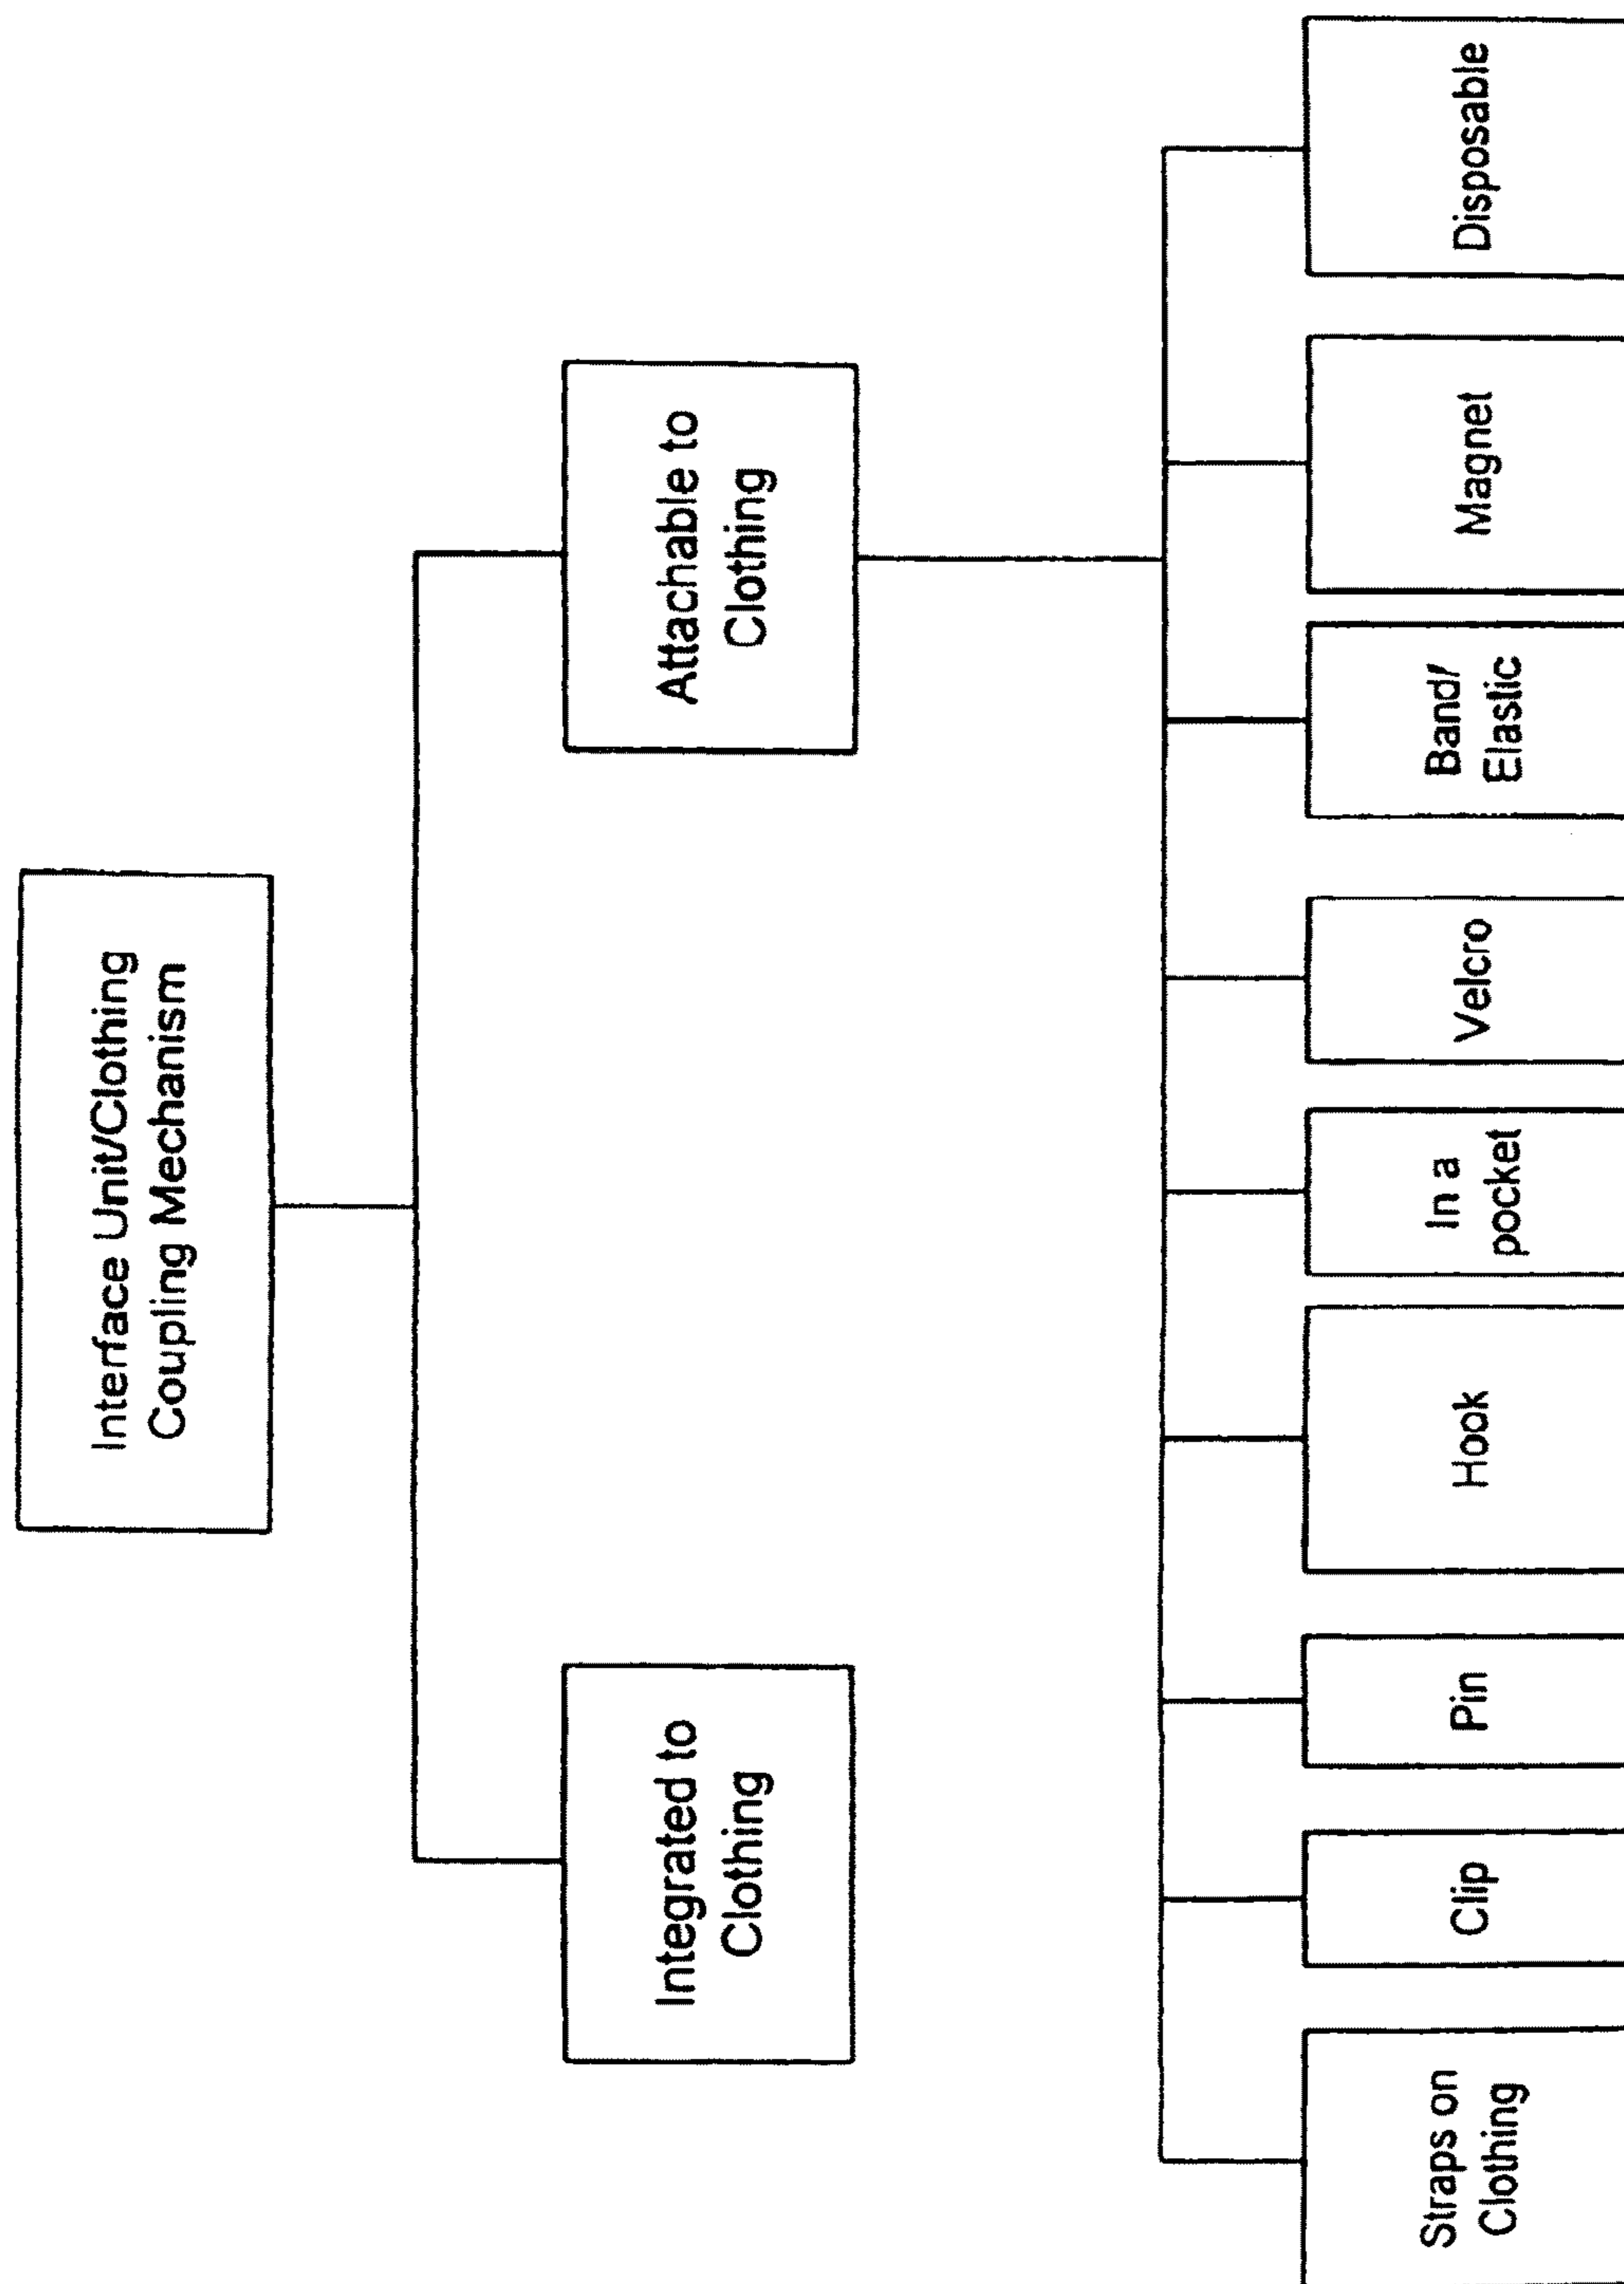 Interface Unit/Clothing
Coupling Mechanism
Integrated to
Clothing
Attachable to
Clothing
Straps on
Clothing
Clip
Pin
Hook
In a
pocket
Velcro
Band/
Elastic
Magnet
Disposable